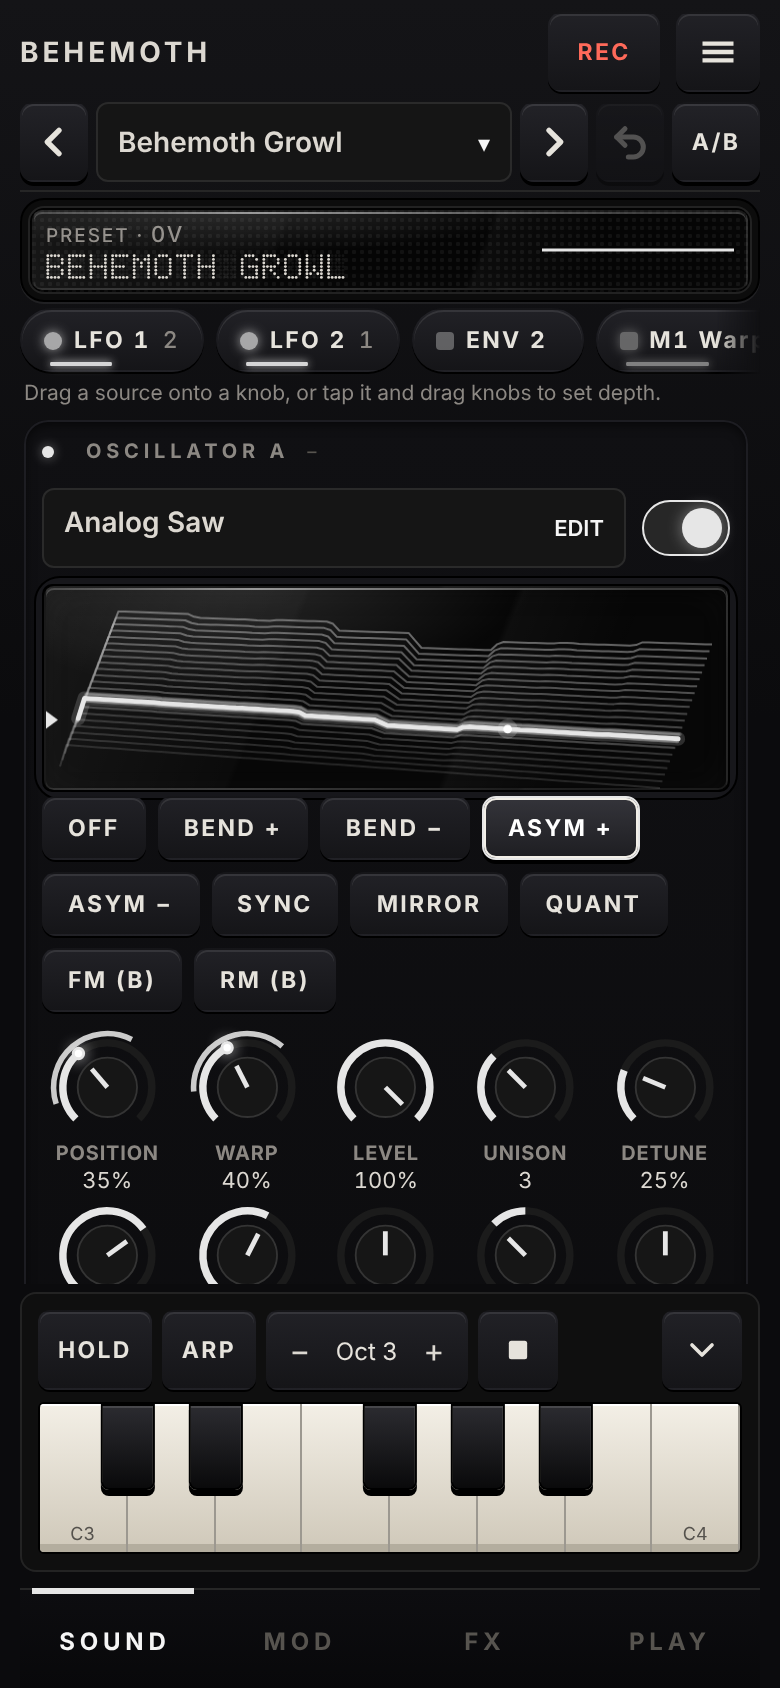 BEHEMOTH REC
Behemoth Growl ▼ A/B
PRESET · 0V
BEHEMOTH GROWL
LFO 1 2 LFO 2 1 ENV 2 M1 Warp
Drag a source onto a knob, or tap it and drag knobs to set depth.
OSCILLATOR A –
Analog Saw EDIT
OFF BEND + BEND – ASYM +
ASYM – SYNC MIRROR QUANT
FM (B) RM (B)
POSITION WARP LEVEL UNISON DETUNE
35% 40% 100% 3 25%
HOLD ARP – Oct 3 +
C3 C4
SOUND MOD FX PLAY